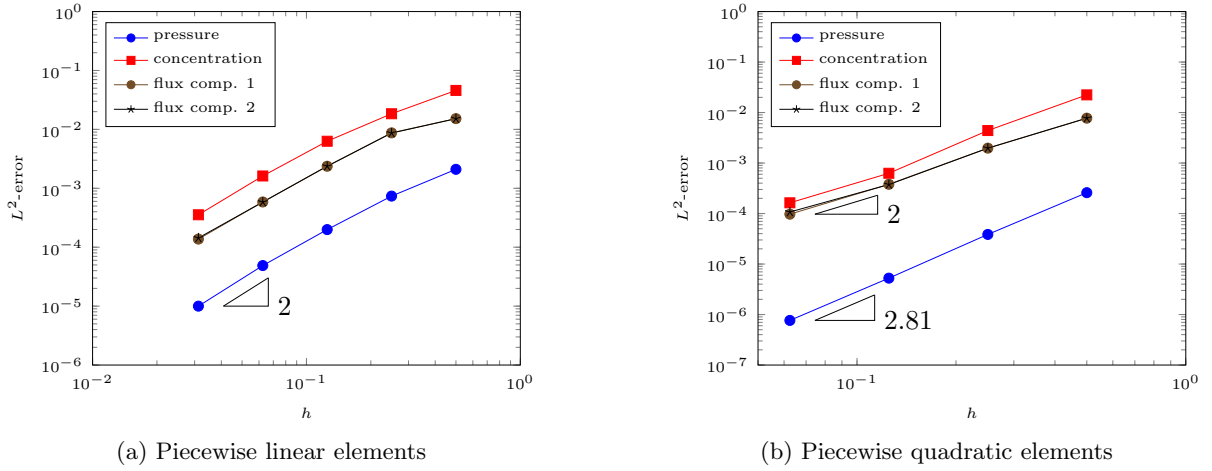 10^0
10^-1
10^-2
10^-3
10^-4
10^-5
10^-6
L^2-error
pressure
concentration
flux comp. 1
flux comp. 2
2
10^-2
10^-1
10^0
h
(a) Piecewise linear elements
10^0
10^-1
10^-2
10^-3
10^-4
10^-5
10^-6
10^-7
L^2-error
pressure
concentration
flux comp. 1
flux comp. 2
2
2.81
10^-1
10^0
h
(b) Piecewise quadratic elements